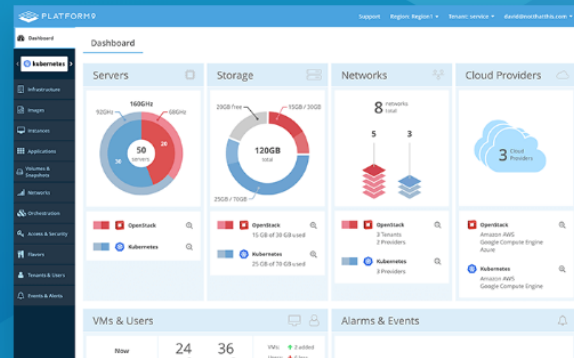 PLATFORM9
Support Region: Region1 Tenant: service
Dashboard
Dashboard
kubernetes
Infrastructure
Images
Instances
Applications
Volumes &
Snapshots
Networks
Orchestration
Access & Security
Flavors
Tenants & Users
Events & Alerts
Servers
160GHz
92GHz
68GHz
50
servers
20
30
OpenStack
Kubernetes
Storage
20GB free
15GB / 30GB
120GB
total
25GB / 70GB
OpenStack
15 GB of 30 GB used
Kubernetes
25 GB of 70 GB used
Networks
8 networks
total
5 3
OpenStack
3 Tenants
2 Providers
Kubernetes
3 Providers
Cloud Providers
3 Cloud
Providers
OpenStack
Amazon AWS
Google Compute Engine
Azure
Kubernetes
Amazon AWS
Google Compute Engine
VMs & Users
Now 24 36 VMs: 2 added
Alarms & Events